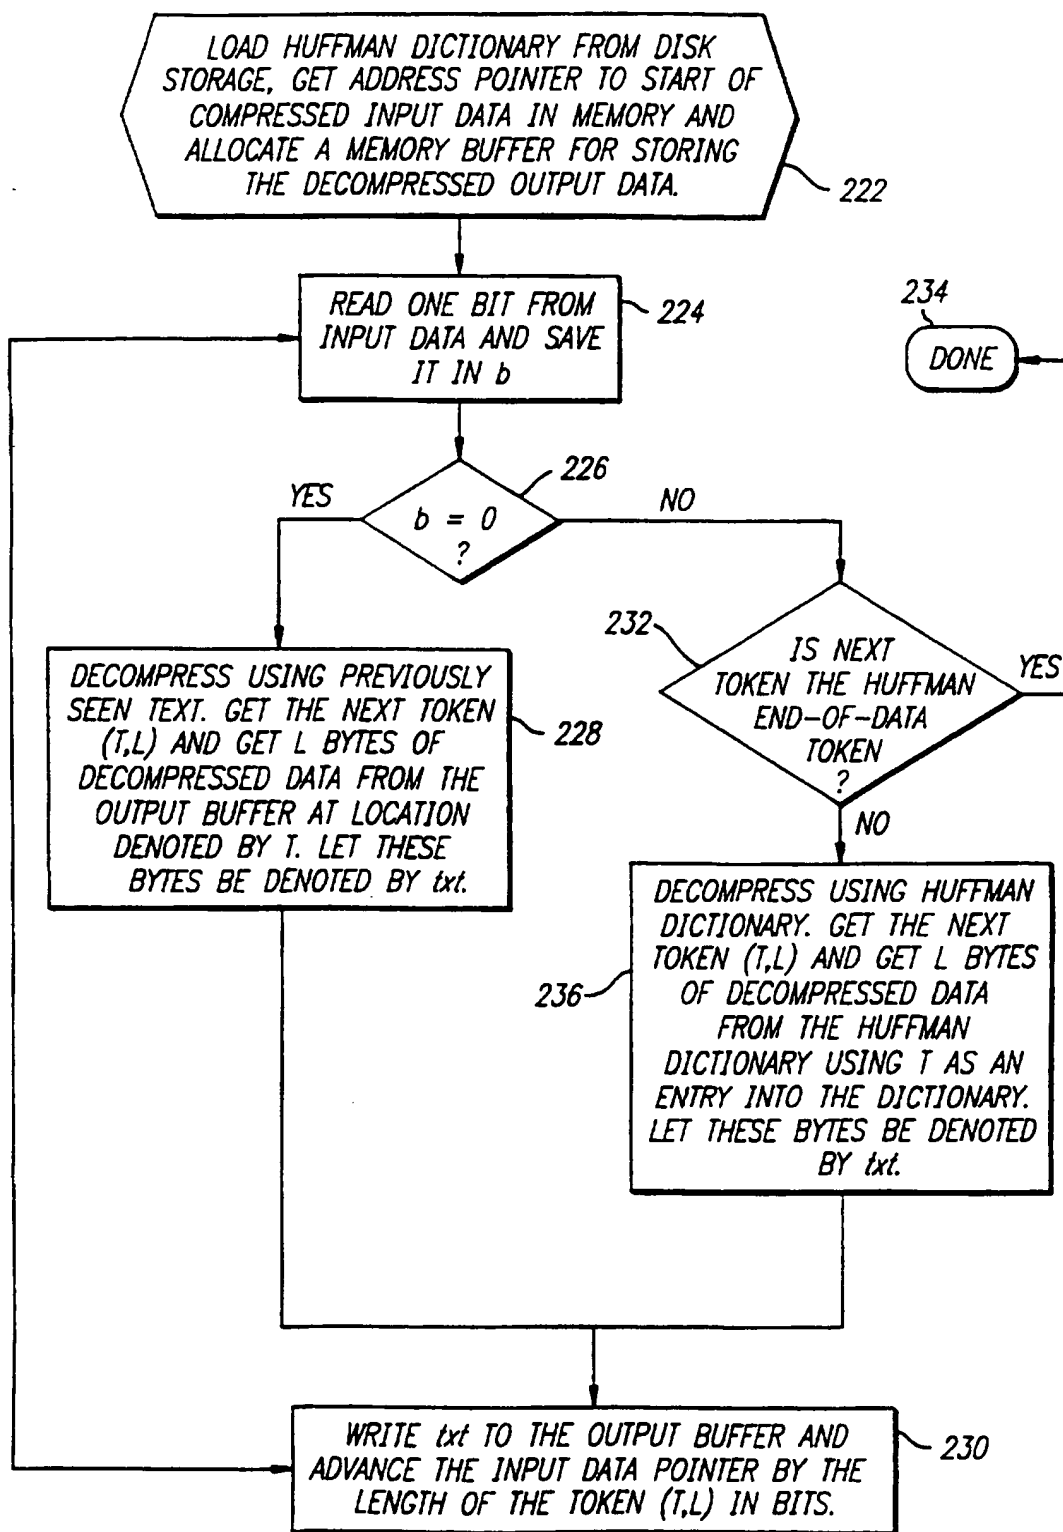 LOAD HUFFMAN DICTIONARY FROM DISK
STORAGE, GET ADDRESS POINTER TO START OF
COMPRESSED INPUT DATA IN MEMORY AND
ALLOCATE A MEMORY BUFFER FOR STORING
THE DECOMPRESSED OUTPUT DATA.
222
READ ONE BIT FROM
INPUT DATA AND SAVE
IT IN b
224
234
DONE
226
YES
b = 0
?
NO
232
IS NEXT
TOKEN THE HUFFMAN
END-OF-DATA
TOKEN
?
YES
NO
DECOMPRESS USING PREVIOUSLY
SEEN TEXT. GET THE NEXT TOKEN
(T,L) AND GET L BYTES OF
DECOMPRESSED DATA FROM THE
OUTPUT BUFFER AT LOCATION
DENOTED BY T. LET THESE
BYTES BE DENOTED BY txt.
228
DECOMPRESS USING HUFFMAN
DICTIONARY. GET THE NEXT
TOKEN (T,L) AND GET L BYTES
OF DECOMPRESSED DATA
FROM THE HUFFMAN
DICTIONARY USING T AS AN
ENTRY INTO THE DICTIONARY.
LET THESE BYTES BE DENOTED
BY txt.
236
WRITE txt TO THE OUTPUT BUFFER AND
ADVANCE THE INPUT DATA POINTER BY THE
LENGTH OF THE TOKEN (T,L) IN BITS.
230